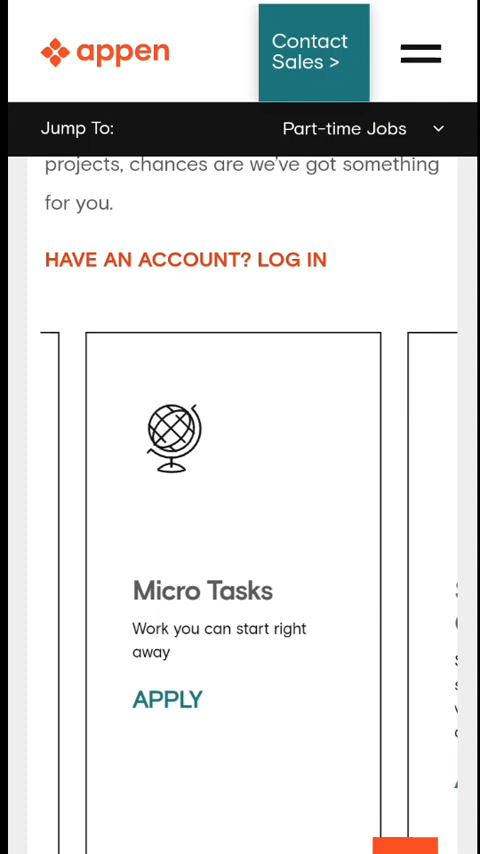 appen
Contact
Sales >
Jump To:
Part-time Jobs
projects, chances are we've got something
for you.
HAVE AN ACCOUNT? LOG IN
Micro Tasks
Work you can start right
away
APPLY